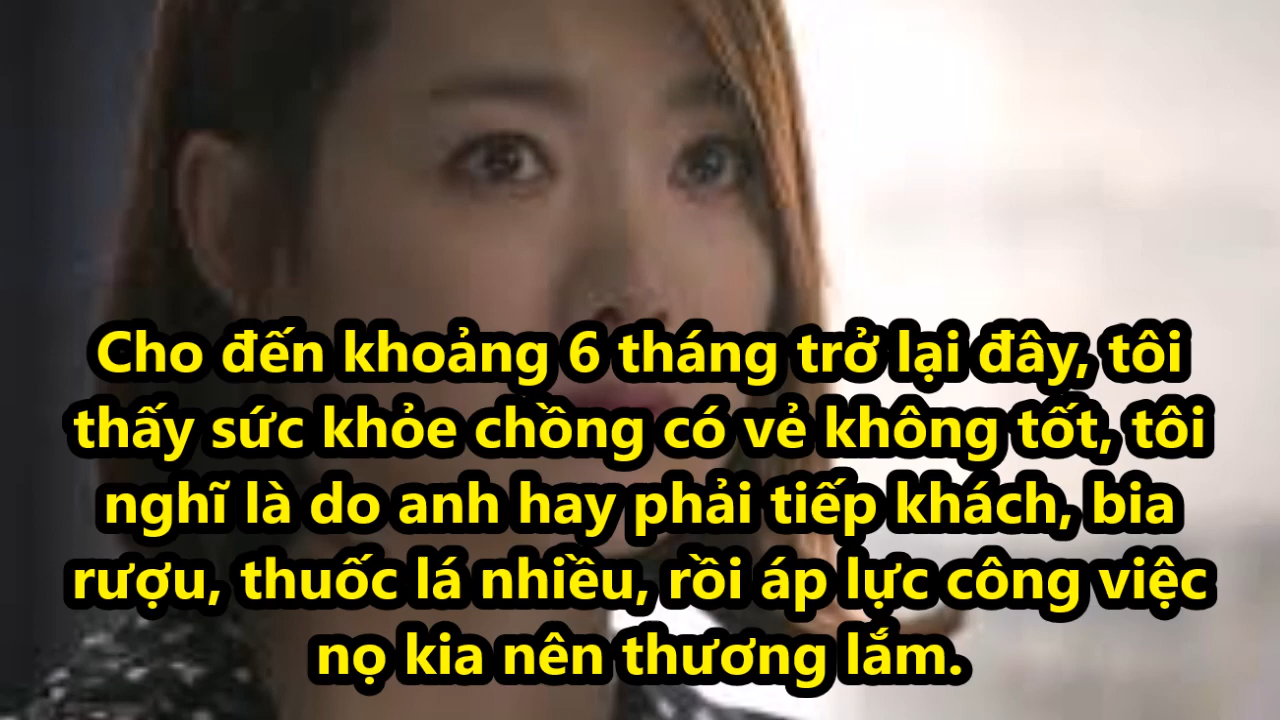 Cho đến khoảng 6 tháng trở lại đây, tôi
thấy sức khỏe chồng có vẻ không tốt, tôi
nghĩ là do anh hay phải tiếp khách, bia
rượu, thuốc lá nhiều, rồi áp lực công việc
nọ kia nên thương lắm.